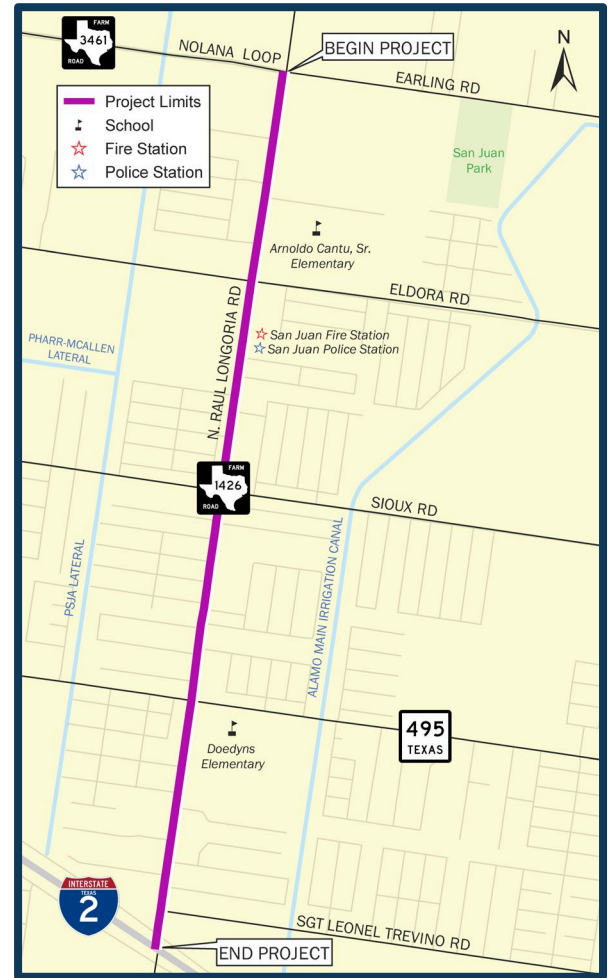 FARM
3461
ROAD
NOLANA LOOP
BEGIN PROJECT
N
EARLING RD
Project Limits
School
Fire Station
Police Station
San Juan
Park
Arnoldo Cantu, Sr.
Elementary
ELDORA RD
N. RAUL LONGORIA RD
San Juan Fire Station
San Juan Police Station
PHARR-MCALLEN
LATERAL
FARM
1426
ROAD
SIOUX RD
PSJA LATERAL
ALAMO MAIN IRRIGATION CANAL
495
TEXAS
Doedyns
Elementary
INTERSTATE
TEXAS
2
SGT LEONEL TREVINO RD
END PROJECT